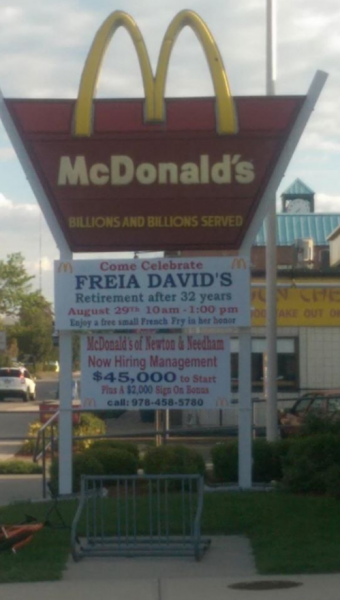 McDonald's
BILLIONS AND BILLIONS SERVED
Come Celebrate
FREIA DAVID'S
Retirement after 32 years
August 29Th 10am-1:00 pm
Enjoy a free small French Fry in her honor
McDonald's of Newton & Needham
Now Hiring Management
$45,000 to Start
Plus A $2,000 Sign On Bonus
call: 978-458-5780
TAKE OUT